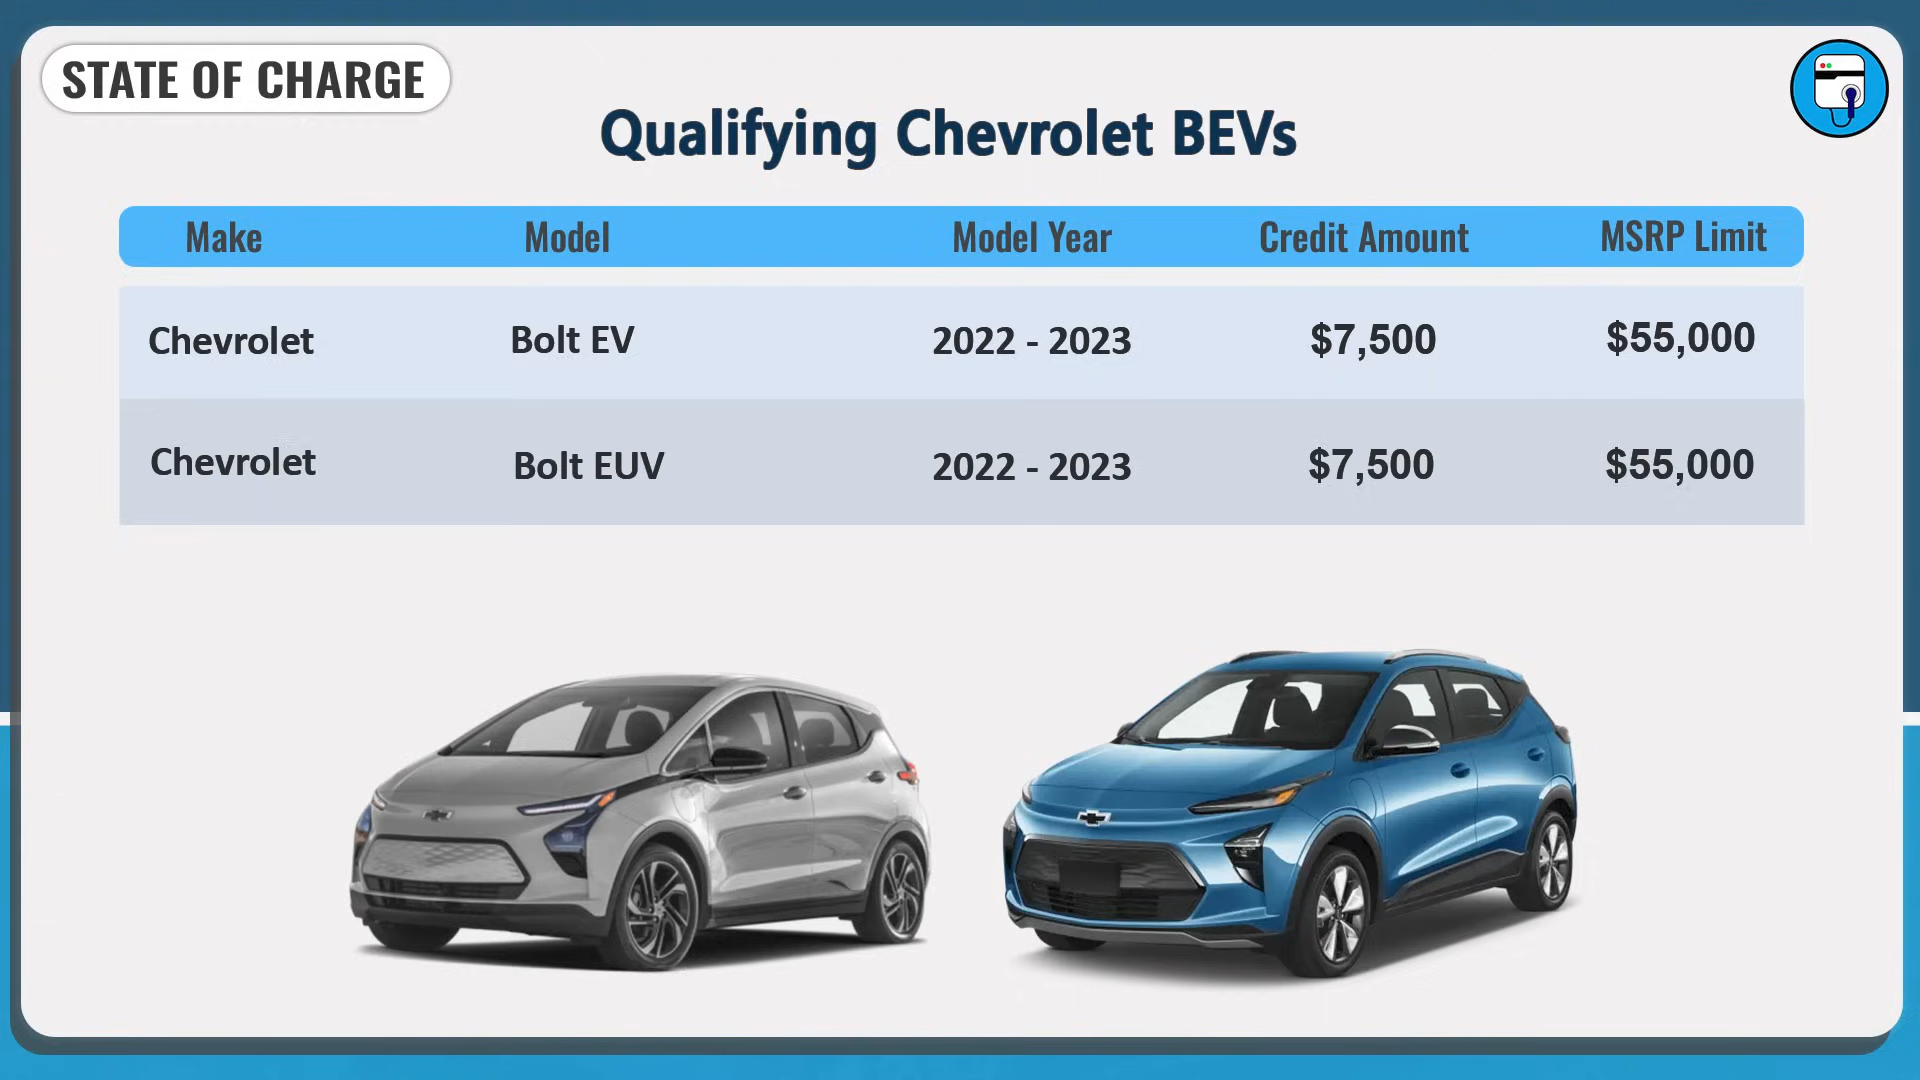 STATE OF CHARGE
Qualifying Chevrolet BEVs
Make Model Model Year Credit Amount MSRP Limit
Chevrolet Bolt EV 2022 - 2023 $7,500 $55,000
Chevrolet Bolt EUV 2022 - 2023 $7,500 $55,000